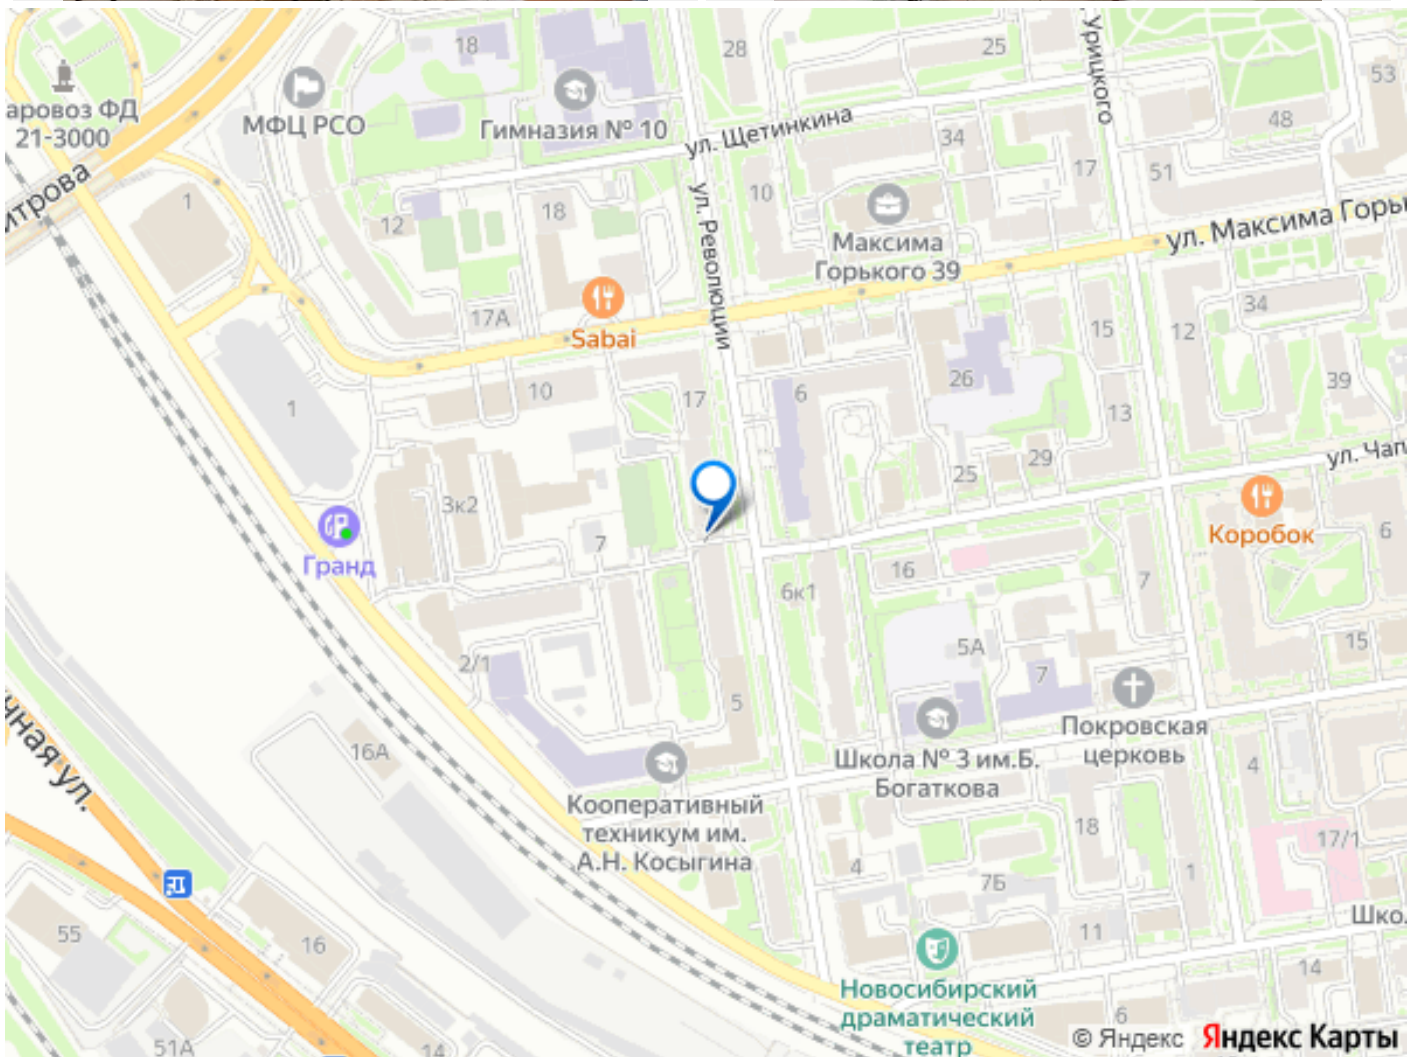 18
28
25
Урицкого
53
аровоз ФД
21-3000
МФЦ РСО
Гимназия № 10
ул. Щетинкина
34
48
17
51
итрова
1
12
18
10
ул. Революции
Максима
Горького 39
ул. Максима Горь
17А
Sabai
15
12
34
10
17
6
26
39
1
13
3к2
25
29
ул. Чап
Гранд
7
Коробок
6
16
6к1
7
2/1
5А
7
15
5
Покровская
церковь
чная ул.
16А
Школа № 3 им.Б.
Богаткова
4
Кооперативный
техникум им.
А.Н. Косыгина
18
17/1
4
7Б
1
55
16
11
Шко.
14
Новосибирский
драматический
театр
6
51А
14
© Яндекс Яндекс Карты